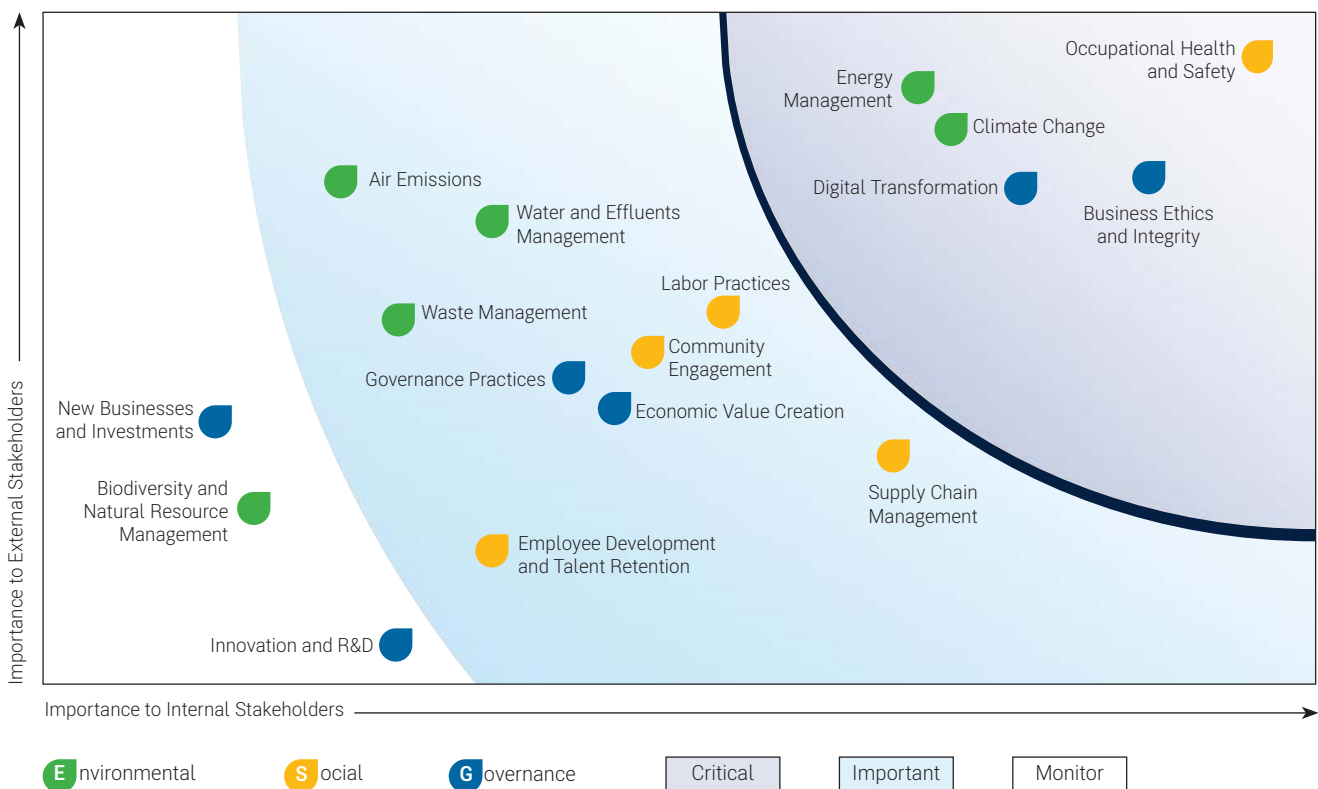 Importance to External Stakeholders
Occupational Health
and Safety
Energy
Management
Climate Change
Digital Transformation
Business Ethics
and Integrity
Air Emissions
Water and Effluents
Management
Labor Practices
Waste Management
Community
Engagement
Governance Practices
Economic Value Creation
New Businesses
and Investments
Supply Chain
Management
Biodiversity and
Natural Resource
Management
Employee Development
and Talent Retention
Innovation and R&D
Importance to Internal Stakeholders
Environmental
Social
Governance
Critical
Important
Monitor